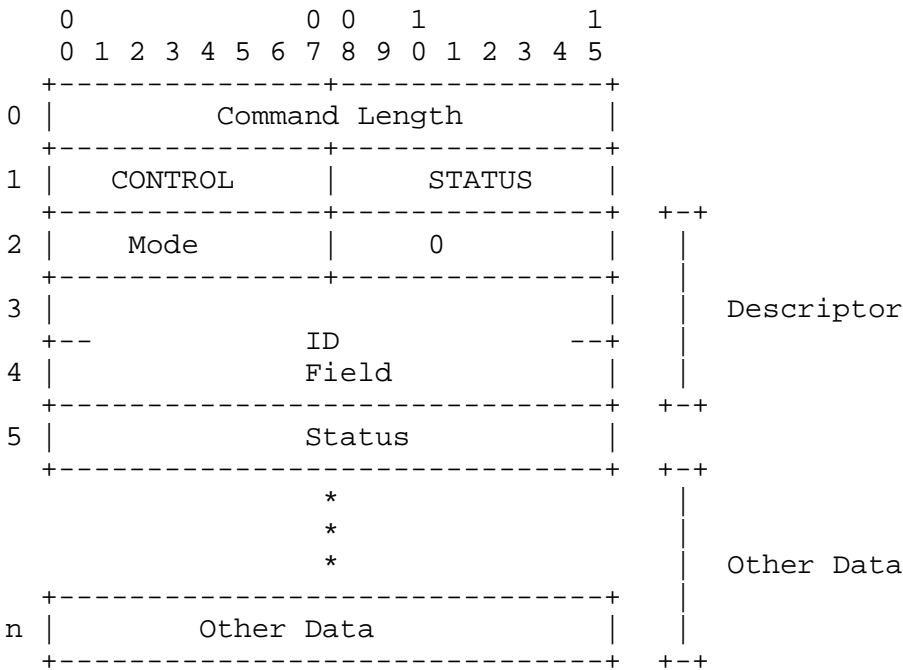 0             0 0   1         1
0 1 2 3 4 5 6 7 8 9 0 1 2 3 4 5
+---------------+---------------+
0 |         Command Length        |
+---------------+---------------+
1 |   CONTROL     |     STATUS    |
+---------------+---------------+  +-+
2 |    Mode       |     0         |   |
+---------------+---------------+   |
3 |                               |   |  Descriptor
+--            ID             --+   |
4 |              Field            |   |
+-------------------------------+  +-+
5 |              Status           |
+-------------------------------+  +-+
*                   |
*                   |
*                   |  Other Data
+-------------------------------+   |
n |        Other Data             |   |
+-------------------------------+  +-+